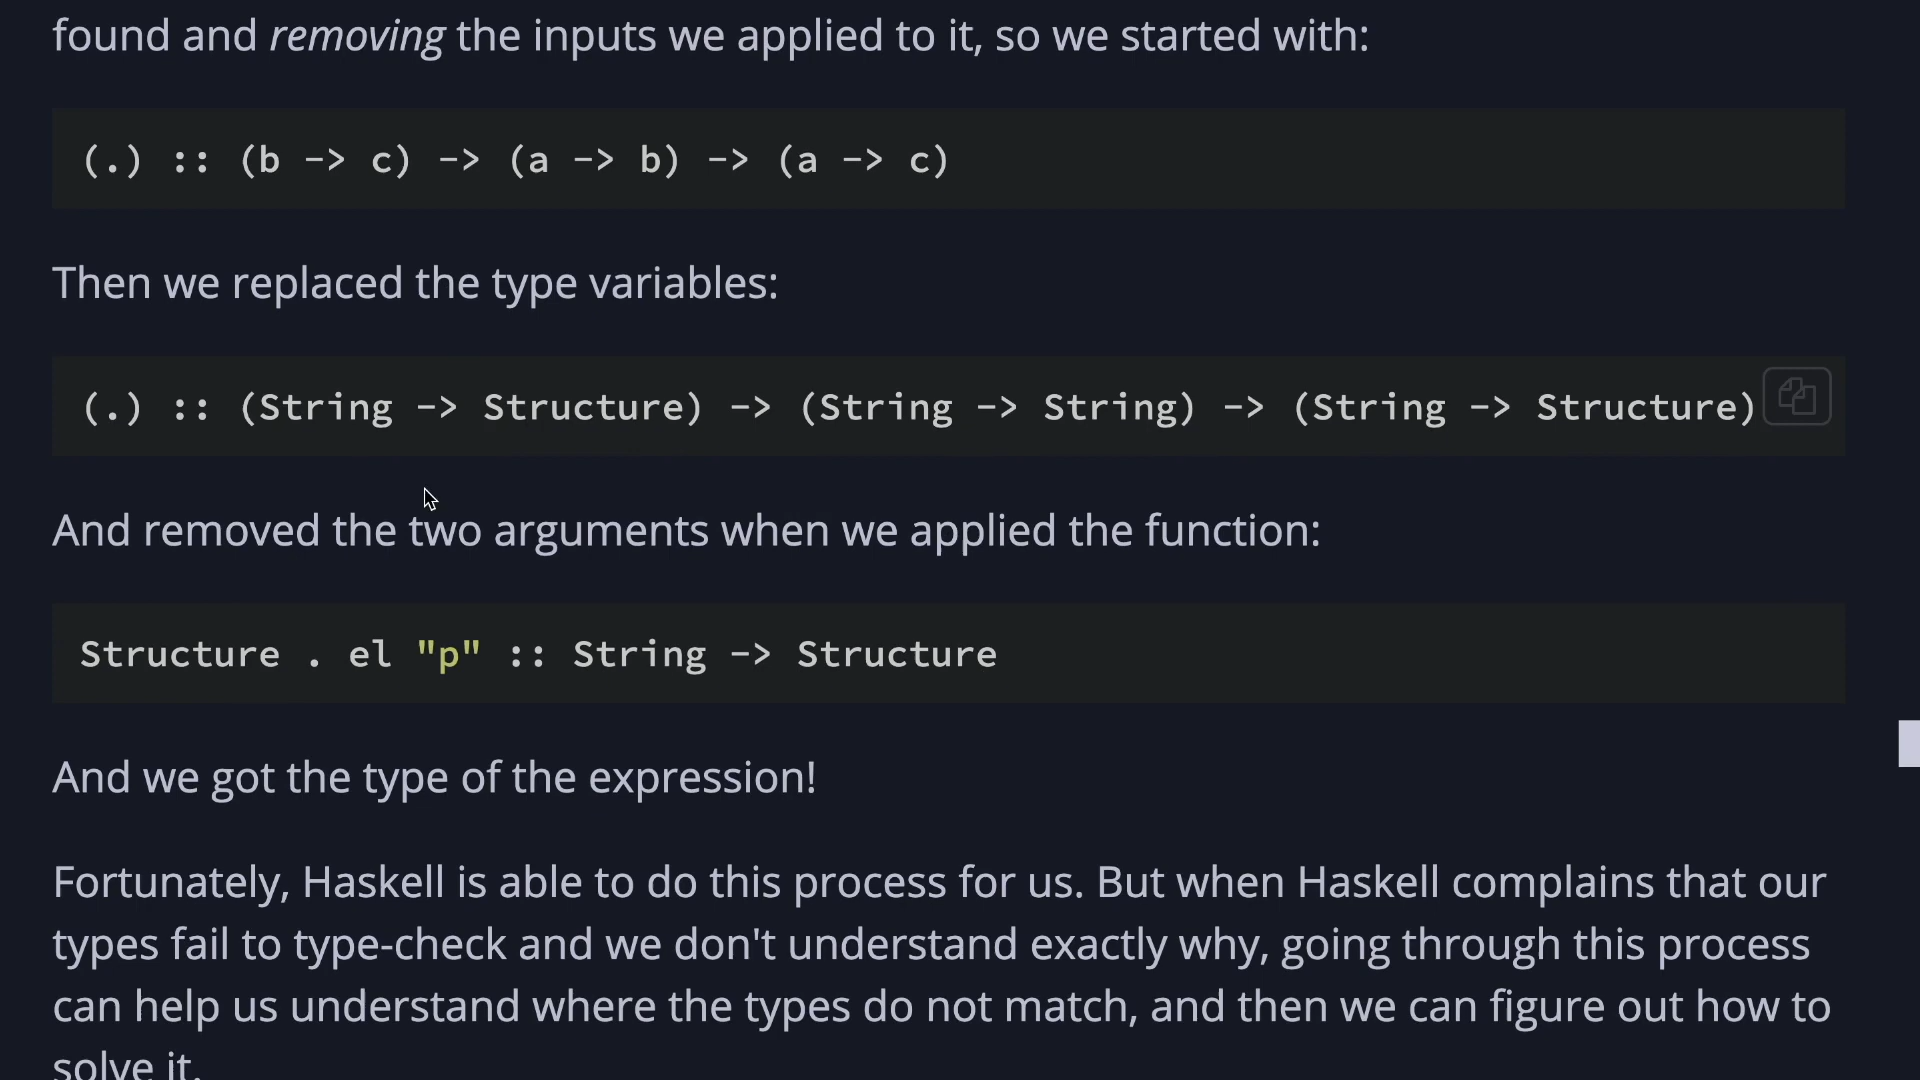 found and removing the inputs we applied to it, so we started with:
(.) :: (b -> c) -> (a -> b) -> (a -> c)
Then we replaced the type variables:
(.) :: (String -> Structure) -> (String -> String) -> (String -> Structure)
And removed the two arguments when we applied the function:
Structure . el "p" :: String -> Structure
And we got the type of the expression!
Fortunately, Haskell is able to do this process for us. But when Haskell complains that our
types fail to type-check and we don't understand exactly why, going through this process
can help us understand where the types do not match, and then we can figure out how to
solve it.